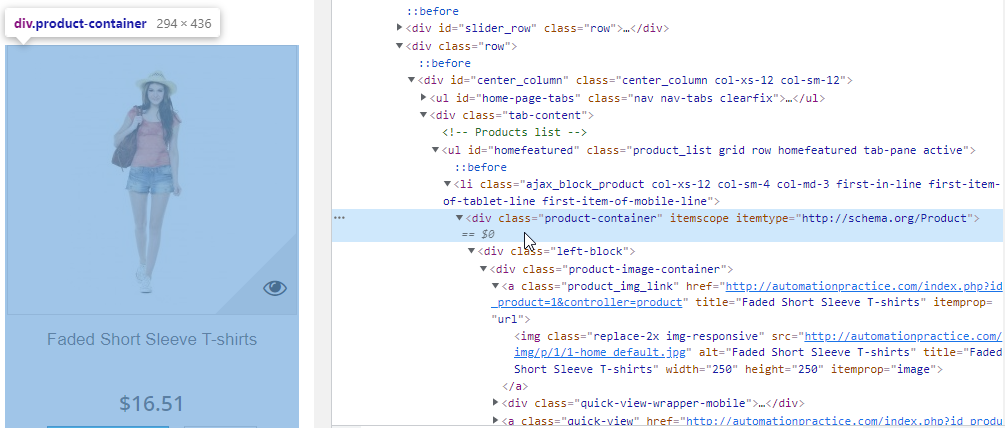 div.product-container 294 × 436
Faded Short Sleeve T-shirts
$16.51
::before
<div id="slider_row" class="row">…</div>
<div class="row">
::before
<div id="center_column" class="center_column col-xs-12 col-sm-12">
<ul id="home-page-tabs" class="nav nav-tabs clearfix">…</ul>
<div class="tab-content">
<!-- Products list -->
<ul id="homefeatured" class="product_list grid row homefeatured tab-pane active">
::before
<li class="ajax_block_product col-xs-12 col-sm-4 col-md-3 first-in-line first-item-
of-tablet-line first-item-of-mobile-line">
… <div class="product-container" itemscope itemtype="http://schema.org/Product">
== $0
<div class="left-block">
<div class="product-image-container">
<a class="product_img_link" href="http://automationpractice.com/index.php?id
_product=1&controller=product" title="Faded Short Sleeve T-shirts" itemprop=
"url">
<img class="replace-2x img-responsive" src="http://automationpractice.com/
img/p/1/1-home_default.jpg" alt="Faded Short Sleeve T-shirts" title="Faded
Short Sleeve T-shirts" width="250" height="250" itemprop="image">
</a>
<div class="quick-view-wrapper-mobile">…</div>
<a class="quick-view" href="http://automationpractice.com/index.php?id_produ